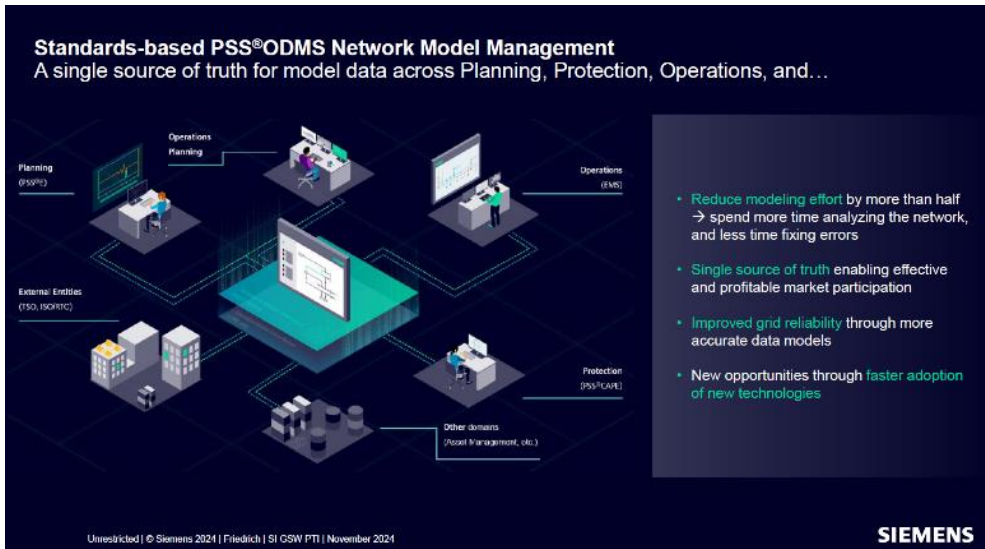 Standards-based PSS®ODMS Network Model Management
A single source of truth for model data across Planning, Protection, Operations, and…
Operations
Planning
Planning
(PSS®E)
Operations
(EMS)
External Entities
(TSO, ISO/RTC)
Protection
(PSS®CAPE)
Other domains
(Asset Management, etc.)
• Reduce modeling effort by more than half
→ spend more time analyzing the network,
and less time fixing errors
• Single source of truth enabling effective
and profitable market participation
• Improved grid reliability through more
accurate data models
• New opportunities through faster adoption
of new technologies
Unrestricted | © Siemens 2024 | Friedrich | SI GSW PTI | November 2024
SIEMENS